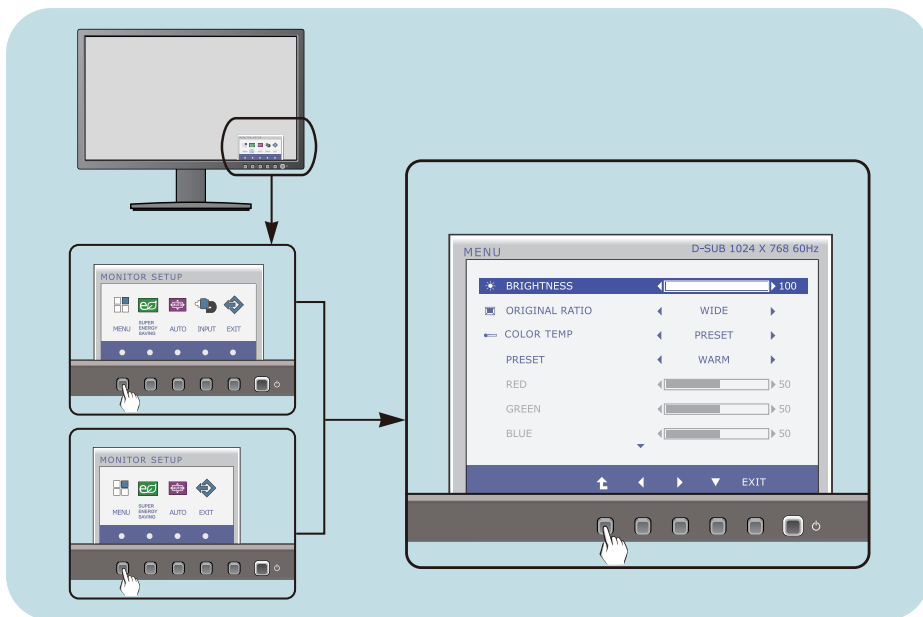 MONITOR SETUP
MENU SUPER ENERGY SAVING AUTO INPUT EXIT
MONITOR SETUP
MENU SUPER ENERGY SAVING AUTO EXIT
MENU D-SUB 1024 X 768 60Hz
BRIGHTNESS 100
ORIGINAL RATIO WIDE
COLOR TEMP PRESET
PRESET WARM
RED 50
GREEN 50
BLUE 50
EXIT